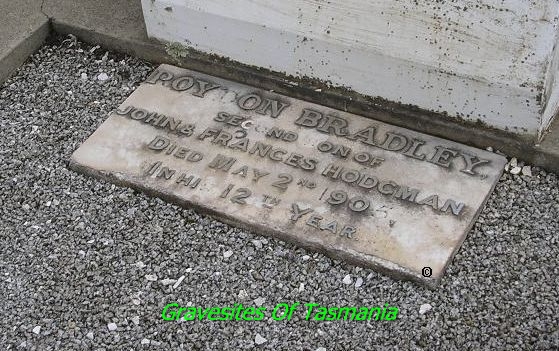 ROY TON BRADLEY
SEC ND ON OF
JOHN & FRANCES HODGMAN
DIED MAY 2ND 190
IN HI 12TH YEAR
Gravesites Of Tasmania